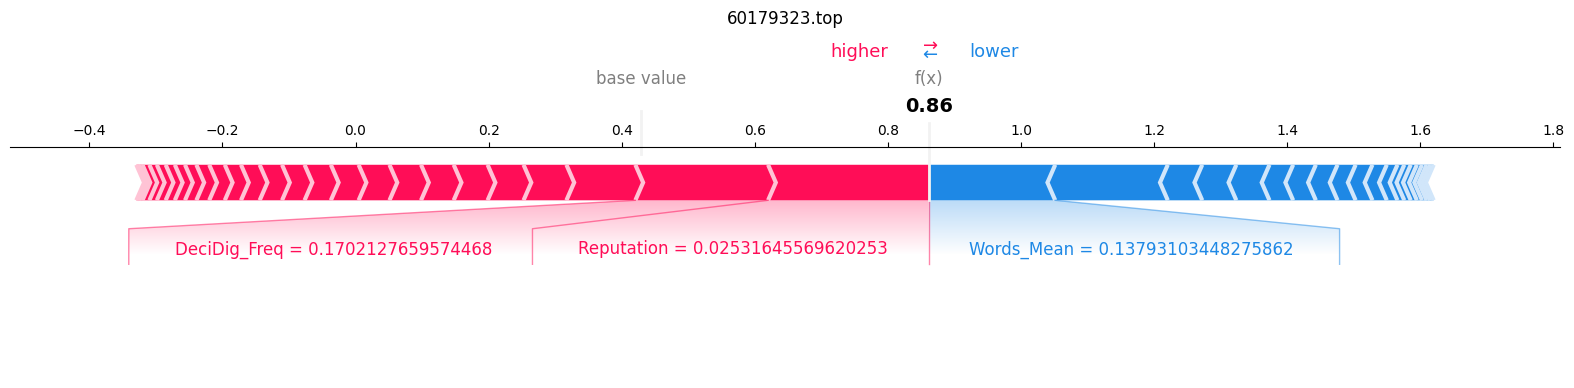 60179323.top
higher → ← lower
base value f(x)
0.86
−0.4 −0.2 0.0 0.2 0.4 0.6 0.8 1.0 1.2 1.4 1.6 1.8
DeciDig_Freq = 0.1702127659574468 Reputation = 0.02531645569620253 Words_Mean = 0.13793103448275862